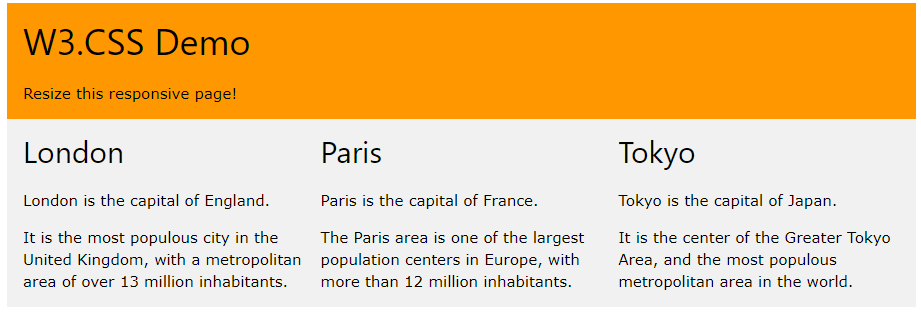 W3.CSS Demo
Resize this responsive page!
London
London is the capital of England.
It is the most populous city in the
United Kingdom, with a metropolitan
area of over 13 million inhabitants.
Paris
Paris is the capital of France.
The Paris area is one of the largest
population centers in Europe, with
more than 12 million inhabitants.
Tokyo
Tokyo is the capital of Japan.
It is the center of the Greater Tokyo
Area, and the most populous
metropolitan area in the world.